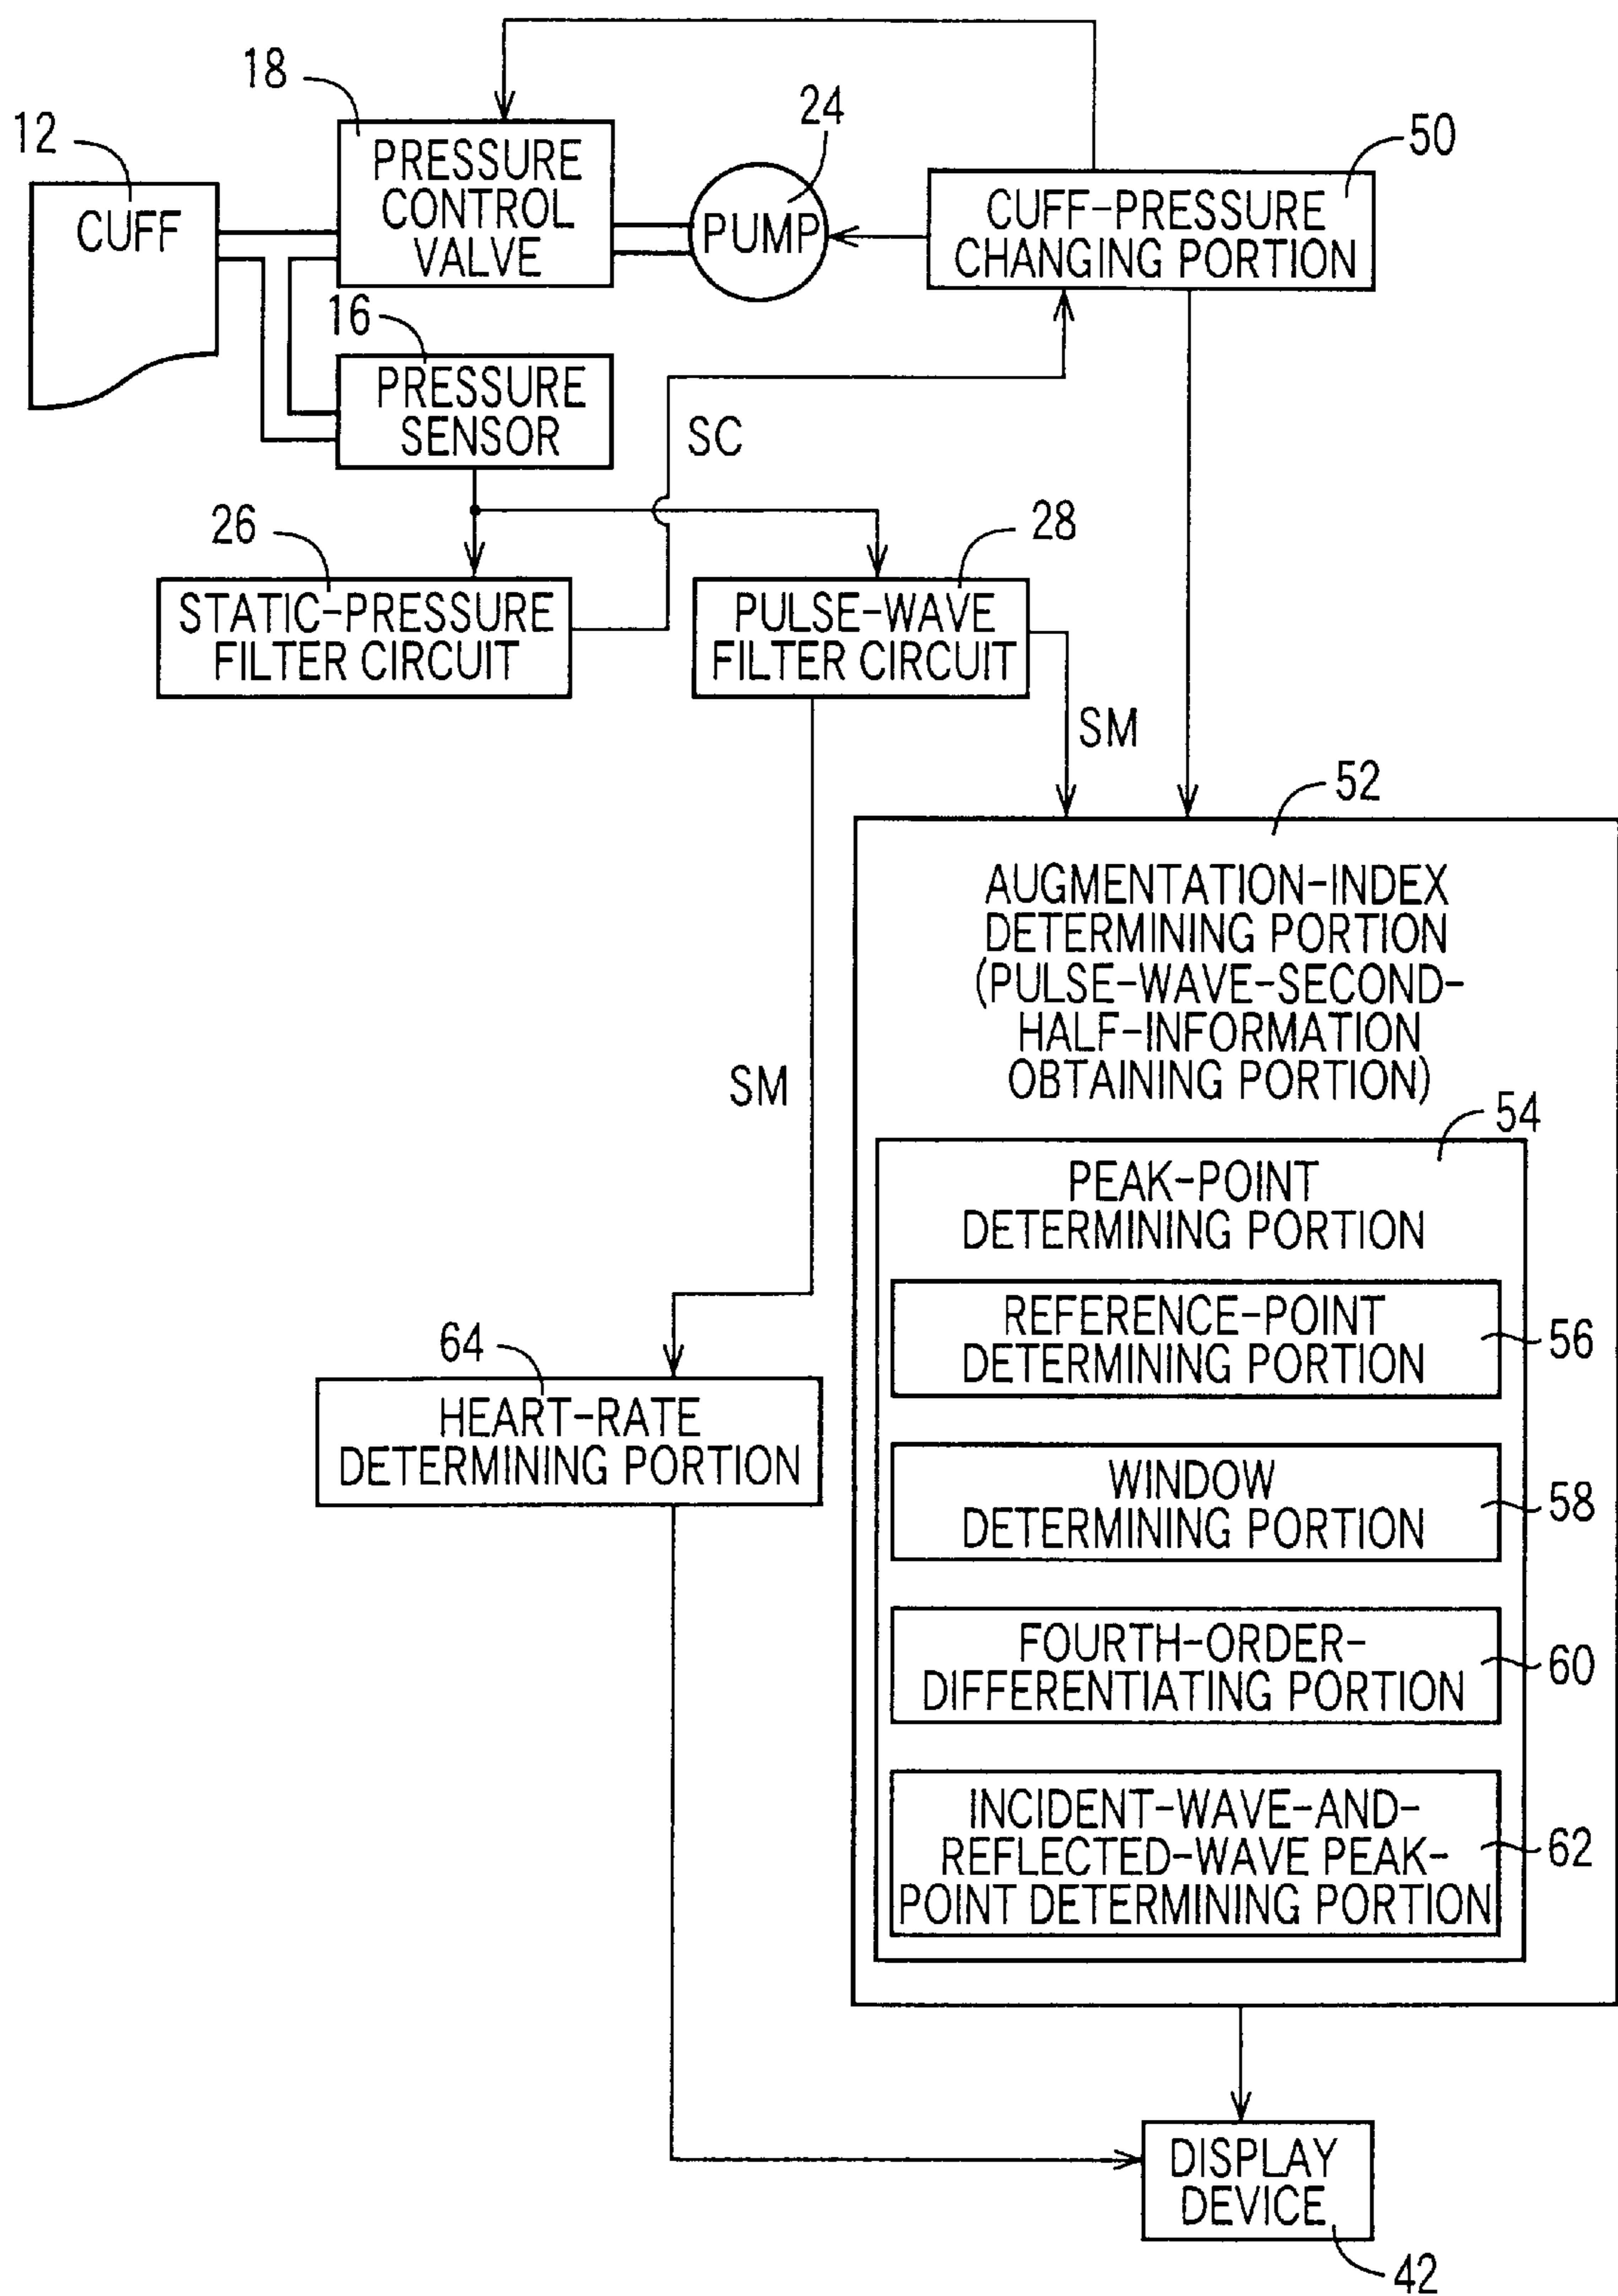 18
24
50
12
PRESSURE
CONTROL
VALVE
CUFF
PUMP
CUFF-PRESSURE
CHANGING PORTION
16
PRESSURE
SENSOR
SC
26
28
STATIC-PRESSURE
FILTER CIRCUIT
PULSE-WAVE
FILTER CIRCUIT
SM
52
AUGMENTATION-INDEX
DETERMINING PORTION
(PULSE-WAVE-SECOND-
HALF-INFORMATION
OBTAINING PORTION)
SM
54
PEAK-POINT
DETERMINING PORTION
REFERENCE-POINT
DETERMINING PORTION
56
64
HEART-RATE
DETERMINING PORTION
WINDOW
DETERMINING PORTION
58
FOURTH-ORDER-
DIFFERENTIATING PORTION
60
INCIDENT-WAVE-AND-
REFLECTED-WAVE PEAK-
POINT DETERMINING PORTION
62
DISPLAY
DEVICE
42